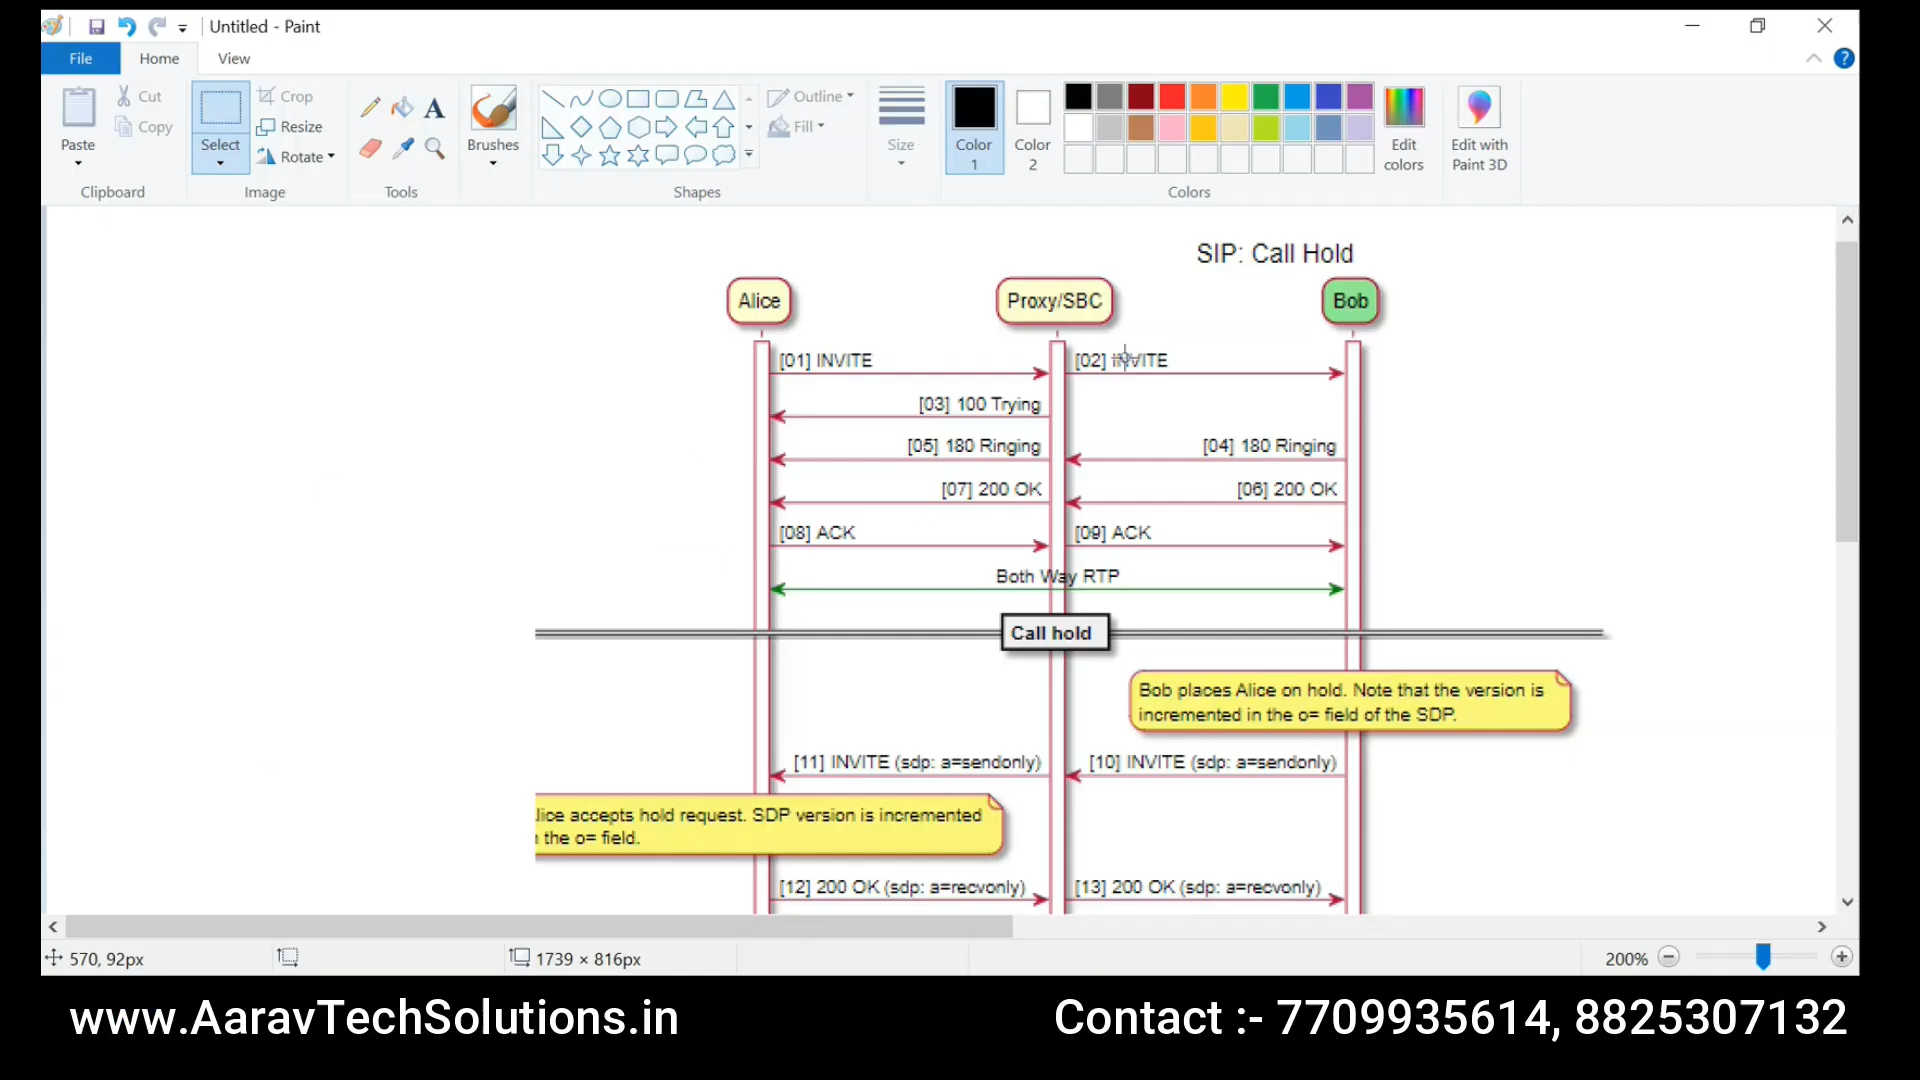 Untitled - Paint
File
Home
View
Paste
Cut
Copy
Clipboard
Select
Crop
Resize
Rotate
Image
Tools
Brushes
Outline
Fill
Shapes
Size
Color 1
Color 2
Edit colors
Colors
Edit with Paint 3D
SIP: Call Hold
Alice
Proxy/SBC
Bob
[01] INVITE
[02] INVITE
[03] 100 Trying
[05] 180 Ringing
[04] 180 Ringing
[07] 200 OK
[06] 200 OK
[08] ACK
[09] ACK
Both Way RTP
Call hold
Bob places Alice on hold. Note that the version is
incremented in the o= field of the SDP.
[11] INVITE (sdp: a=sendonly)
[10] INVITE (sdp: a=sendonly)
lice accepts hold request. SDP version is incremented
the o= field.
[12] 200 OK (sdp: a=recvonly)
[13] 200 OK (sdp: a=recvonly)
570, 92px
1739 × 816px
200%
www.AaravTechSolutions.in
Contact :- 7709935614, 8825307132